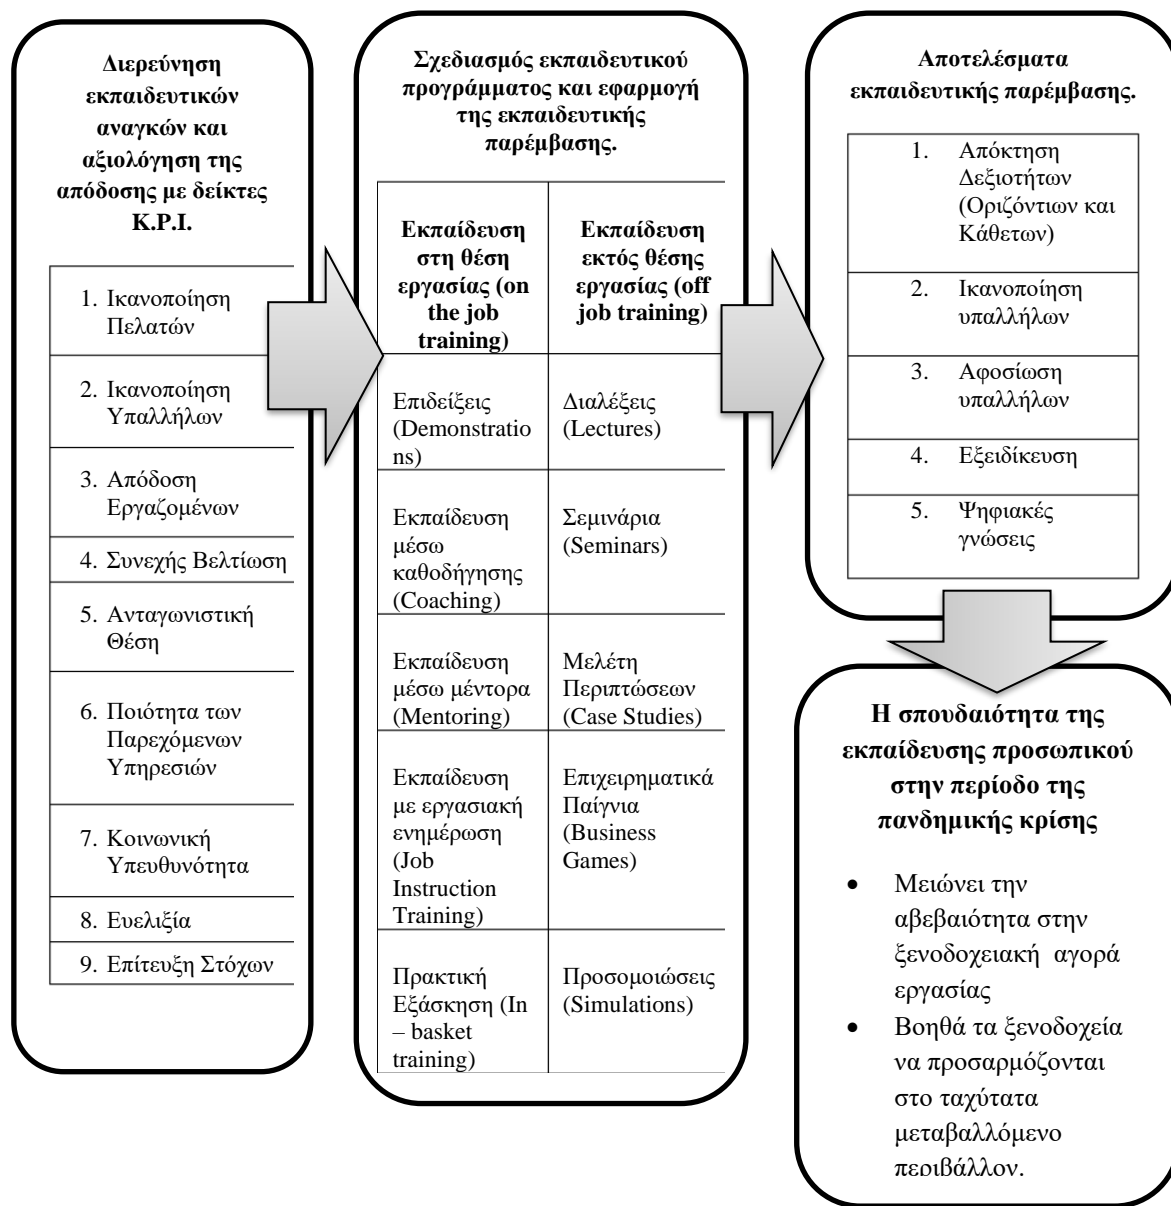 Διερεύνηση
εκπαιδευτικών
αναγκών και
αξιολόγηση της
απόδοσης με δείκτες
K.P.I.
1. Ικανοποίηση
Πελατών
2. Ικανοποίηση
Υπαλλήλων
3. Απόδοση
Εργαζομένων
4. Συνεχής Βελτίωση
5. Ανταγωνιστική
Θέση
6. Ποιότητα των
Παρεχόμενων
Υπηρεσιών
7. Κοινωνική
Υπευθυνότητα
8. Ευελιξία
9. Επίτευξη Στόχων
Σχεδιασμός εκπαιδευτικού
προγράμματος και εφαρμογή
της εκπαιδευτικής
παρέμβασης.
Εκπαίδευση
στη θέση
εργασίας (on
the job
training)
Εκπαίδευση
εκτός θέσης
εργασίας (off
job training)
Επιδείξεις
(Demonstratio
ns)
Διαλέξεις
(Lectures)
Εκπαίδευση
μέσω
καθοδήγησης
(Coaching)
Σεμινάρια
(Seminars)
Εκπαίδευση
μέσω μέντορα
(Mentoring)
Μελέτη
Περιπτώσεων
(Case Studies)
Εκπαίδευση
με εργασιακή
ενημέρωση
(Job
Instruction
Training)
Επιχειρηματικά
Παίγνια
(Business
Games)
Πρακτική
Εξάσκηση (In
– basket
training)
Προσομοιώσεις
(Simulations)
Αποτελέσματα
εκπαιδευτικής παρέμβασης.
1. Απόκτηση
Δεξιοτήτων
(Οριζόντιων και
Κάθετων)
2. Ικανοποίηση
υπαλλήλων
3. Αφοσίωση
υπαλλήλων
4. Εξειδίκευση
5. Ψηφιακές
γνώσεις
Η σπουδαιότητα της
εκπαίδευσης προσωπικού
στην περίοδο της
πανδημικής κρίσης
• Μειώνει την
αβεβαιότητα στην
ξενοδοχειακή αγορά
εργασίας
• Βοηθά τα ξενοδοχεία
να προσαρμόζονται
στο ταχύτατα
μεταβαλλόμενο
περιβάλλον.